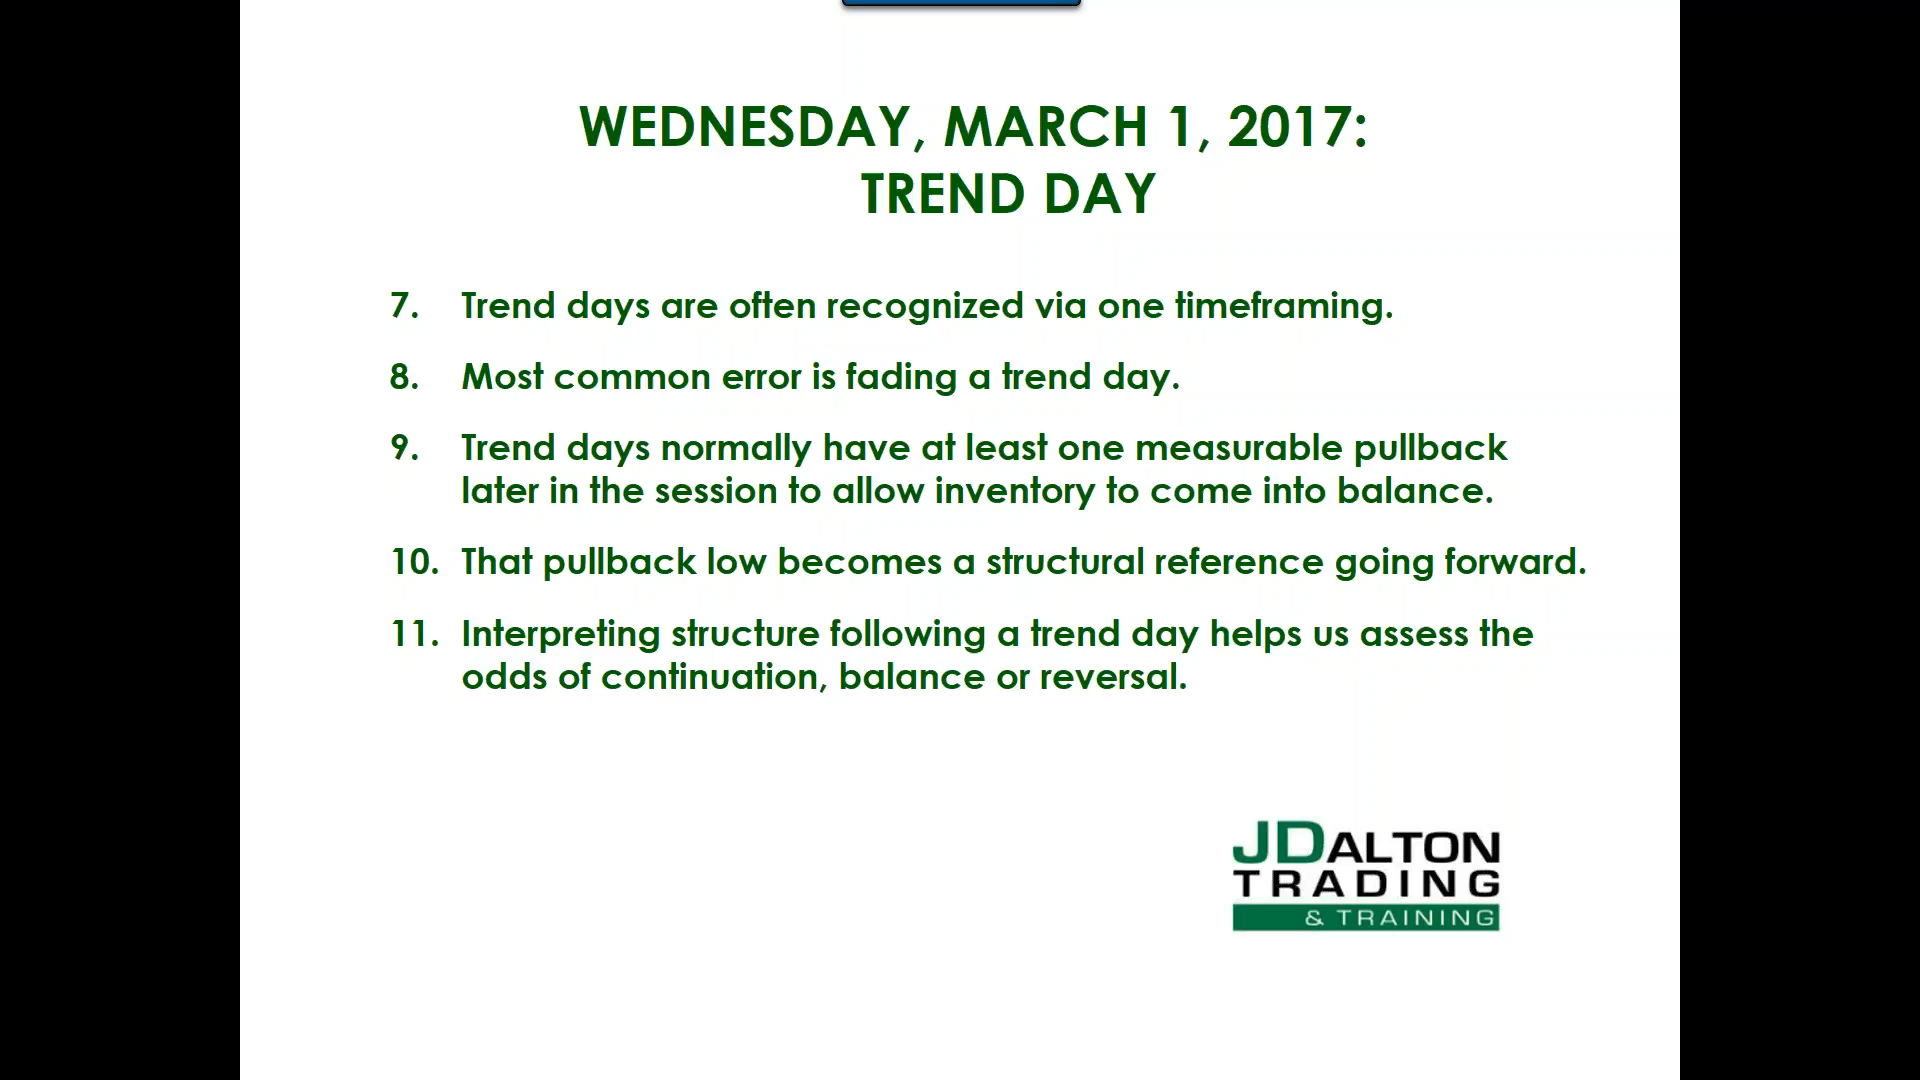 WEDNESDAY, MARCH 1, 2017:
TREND DAY
7. Trend days are often recognized via one timeframing.
8. Most common error is fading a trend day.
9. Trend days normally have at least one measurable pullback
later in the session to allow inventory to come into balance.
10. That pullback low becomes a structural reference going forward.
11. Interpreting structure following a trend day helps us assess the
odds of continuation, balance or reversal.
JDALTON
TRADING
& TRAINING